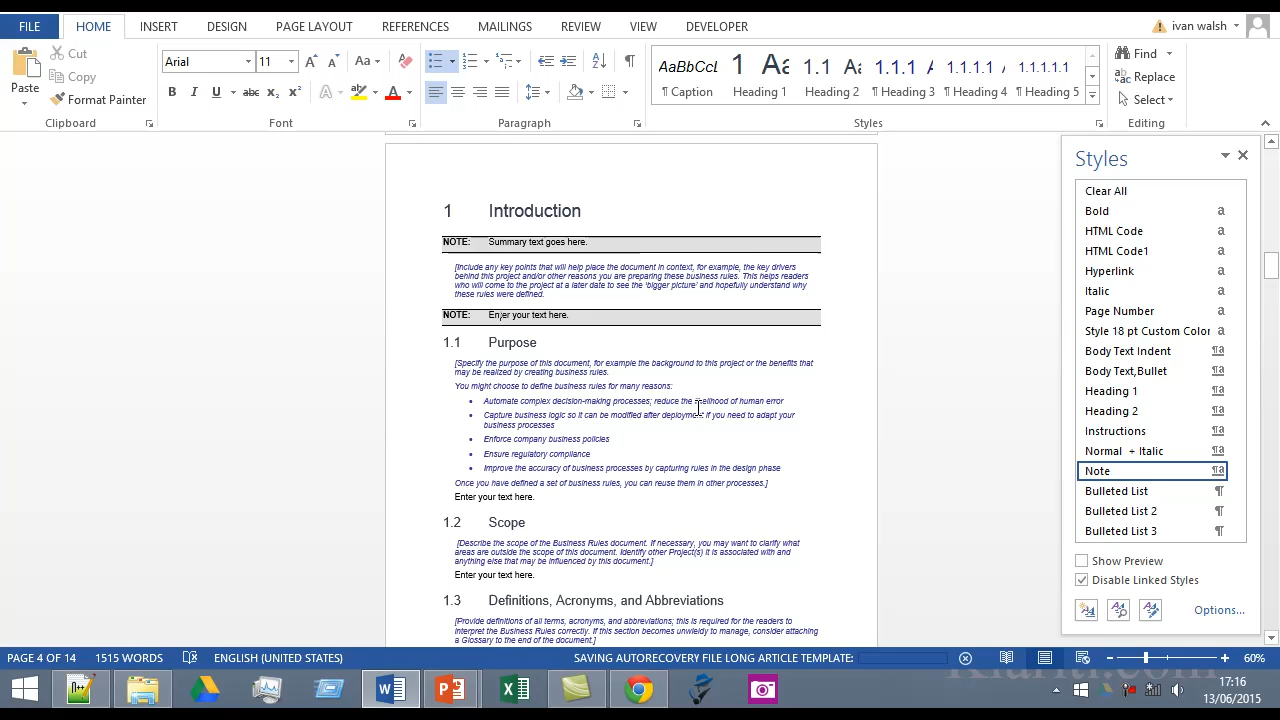 FILE HOME INSERT DESIGN PAGE LAYOUT REFERENCES MAILINGS REVIEW VIEW DEVELOPER ivan walsh
Paste
Cut
Copy
Format Painter
Clipboard
Arial 11
Font
Paragraph
AaBbCcL 1 Aa 1.1 A 1.1.1 A 1.1.1.1 1.1.1.1.
¶ Caption Heading 1 Heading 2 ¶ Heading 3 ¶ Heading 4 ¶ Heading 5
Styles
Find
Replace
Select
Editing
1 Introduction
NOTE: Summary text goes here.
[Include any key points that will help place the document in context, for example, the key drivers
behind this project and/or other reasons you are preparing these business rules. This helps readers
who will come to the project at a later date to see the ‘bigger picture’ and hopefully understand why
these rules were defined.
NOTE: Enter your text here.
1.1 Purpose
[Specify the purpose of this document, for example the background to this project or the benefits that
may be realized by creating business rules.
You might choose to define business rules for many reasons:
• Automate complex decision-making processes; reduce the likelihood of human error
• Capture business logic so it can be modified after deployment if you need to adapt your
business processes
• Enforce company business policies
• Ensure regulatory compliance
• Improve the accuracy of business processes by capturing rules in the design phase
Once you have defined a set of business rules, you can reuse them in other processes.]
Enter your text here.
1.2 Scope
[Describe the scope of the Business Rules document. If necessary, you may want to clarify what
areas are outside the scope of this document. Identify other Project(s) it is associated with and
anything else that may be influenced by this document.]
Enter your text here.
1.3 Definitions, Acronyms, and Abbreviations
[Provide definitions of all terms, acronyms, and abbreviations; this is required for the readers to
interpret the Business Rules correctly. If this section becomes unwieldy to manage, consider attaching
a Glossary to the end of the document.]
Styles
Clear All
Bold a
HTML Code a
HTML Code1 a
Hyperlink a
Italic a
Page Number a
Style 18 pt Custom Color a
Body Text Indent ¶a
Body Text,Bullet ¶a
Heading 1 ¶a
Heading 2 ¶a
Instructions ¶a
Normal + Italic ¶a
Note ¶a
Bulleted List ¶
Bulleted List 2 ¶
Bulleted List 3 ¶
Show Preview
Disable Linked Styles
Options...
PAGE 4 OF 14 1515 WORDS ENGLISH (UNITED STATES) SAVING AUTORECOVERY FILE LONG ARTICLE TEMPLATE: 60%
Klariti.com
17:16
13/06/2015